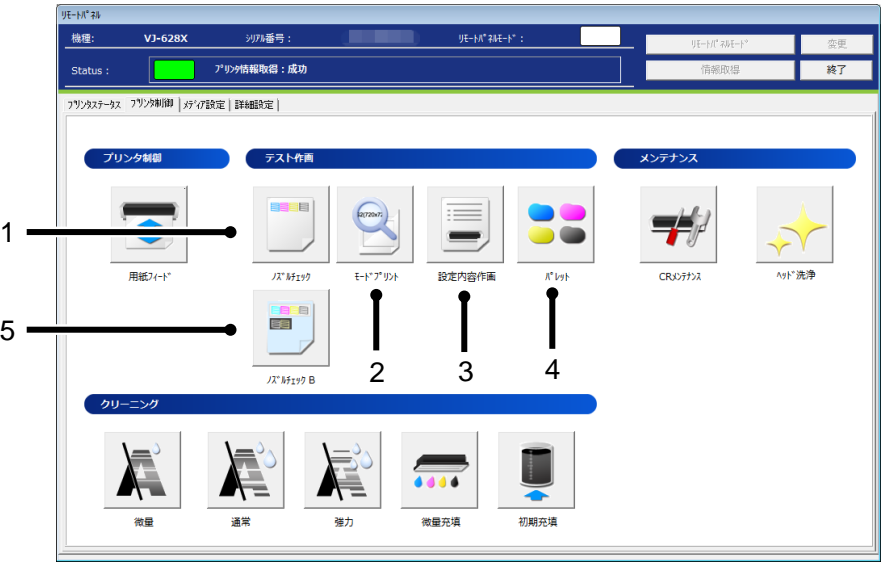 ﾘﾓｰﾄﾊﾟﾈﾙ
機種: VJ-628X ｼﾘｱﾙ番号 : ﾘﾓｰﾄﾊﾟﾈﾙﾓｰﾄﾞ : ﾘﾓｰﾄﾊﾟﾈﾙﾓｰﾄﾞ 変更
Status : ﾌﾟﾘﾝﾀ情報取得 : 成功 情報取得 終了
ﾌﾟﾘﾝﾀｽﾃｰﾀｽ ﾌﾟﾘﾝﾀ制御 ﾒﾃﾞｨｱ設定 詳細設定
プリンタ制御 テスト作画 メンテナンス
1
用紙ﾌｨｰﾄﾞ ﾉｽﾞﾙﾁｪｯｸ ﾓｰﾄﾞﾌﾟﾘﾝﾄ 設定内容作画 ﾊﾟﾚｯﾄ CRﾒﾝﾃﾅﾝｽ ﾍｯﾄﾞ洗浄
5
2 3 4
ﾉｽﾞﾙﾁｪｯｸ B
クリーニング
微量 通常 強力 微量充填 初期充填